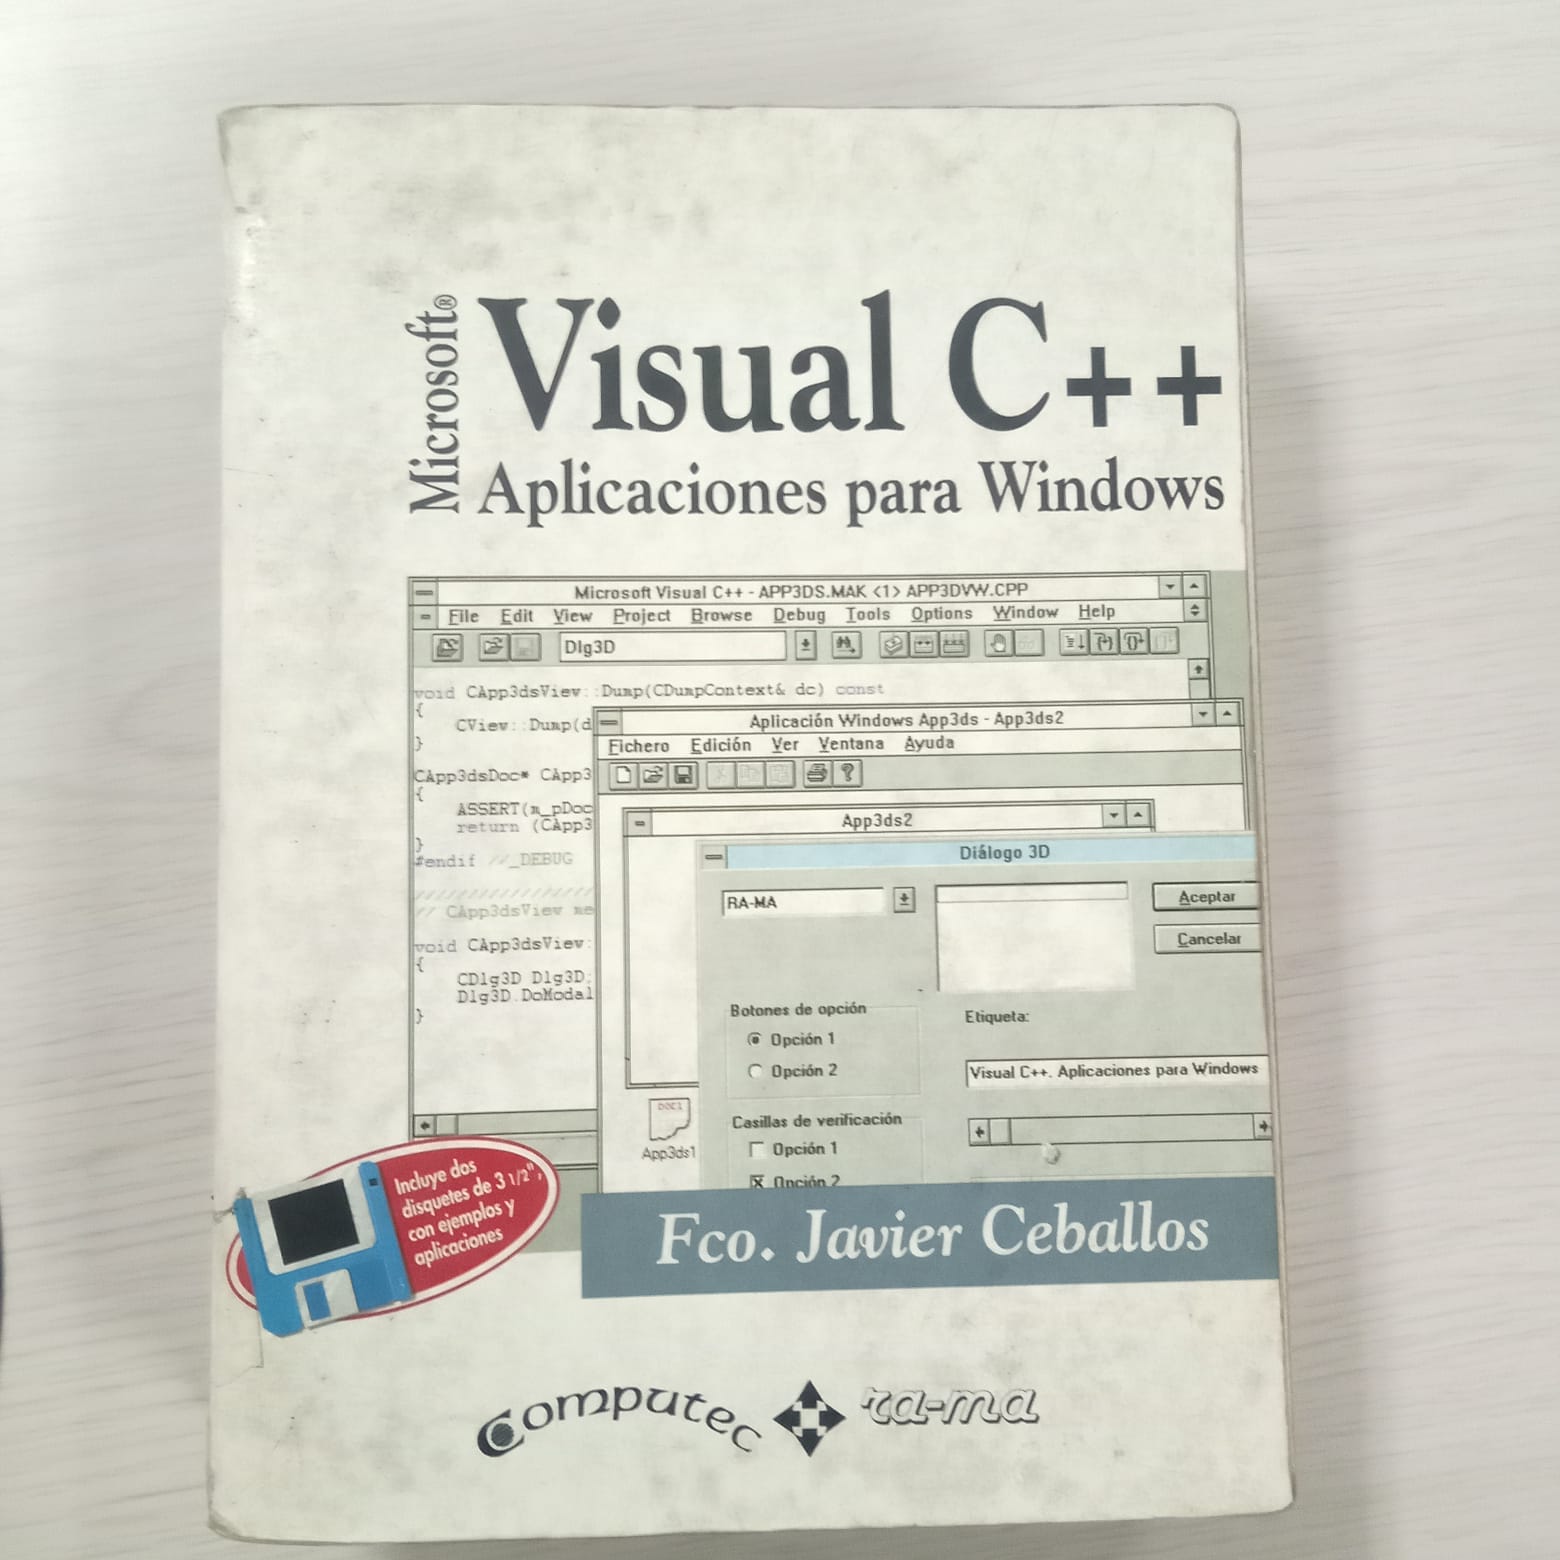 Microsoft®
Visual C++
Aplicaciones para Windows
Microsoft Visual C++ - APP3DS.MAK <1> APP3DVW.CPP
File Edit View Project Browse Debug Tools Options Window Help
Dlg3D
void CApp3dsView::Dump(CDumpContext& dc) const
{
CView::Dump(d
}
CApp3dsDoc* CApp3
{
ASSERT(m_pDoc
return (CApp3
}
#endif //_DEBUG
/////////////////
// CApp3dsView me
void CApp3dsView:
{
CDlg3D Dlg3D;
Dlg3D.DoModal
}
Aplicación Windows App3ds - App3ds2
Fichero Edición Ver Ventana Ayuda
App3ds2
Diálogo 3D
RA-MA
Aceptar
Cancelar
Botones de opción
Opción 1
Opción 2
Etiqueta:
Visual C++. Aplicaciones para Windows
Casillas de verificación
Opción 1
Opción 2
DOC1
App3ds1
Incluye dos
disquetes de 3 1/2",
con ejemplos y
aplicaciones
Fco. Javier Ceballos
Computec
ra-ma